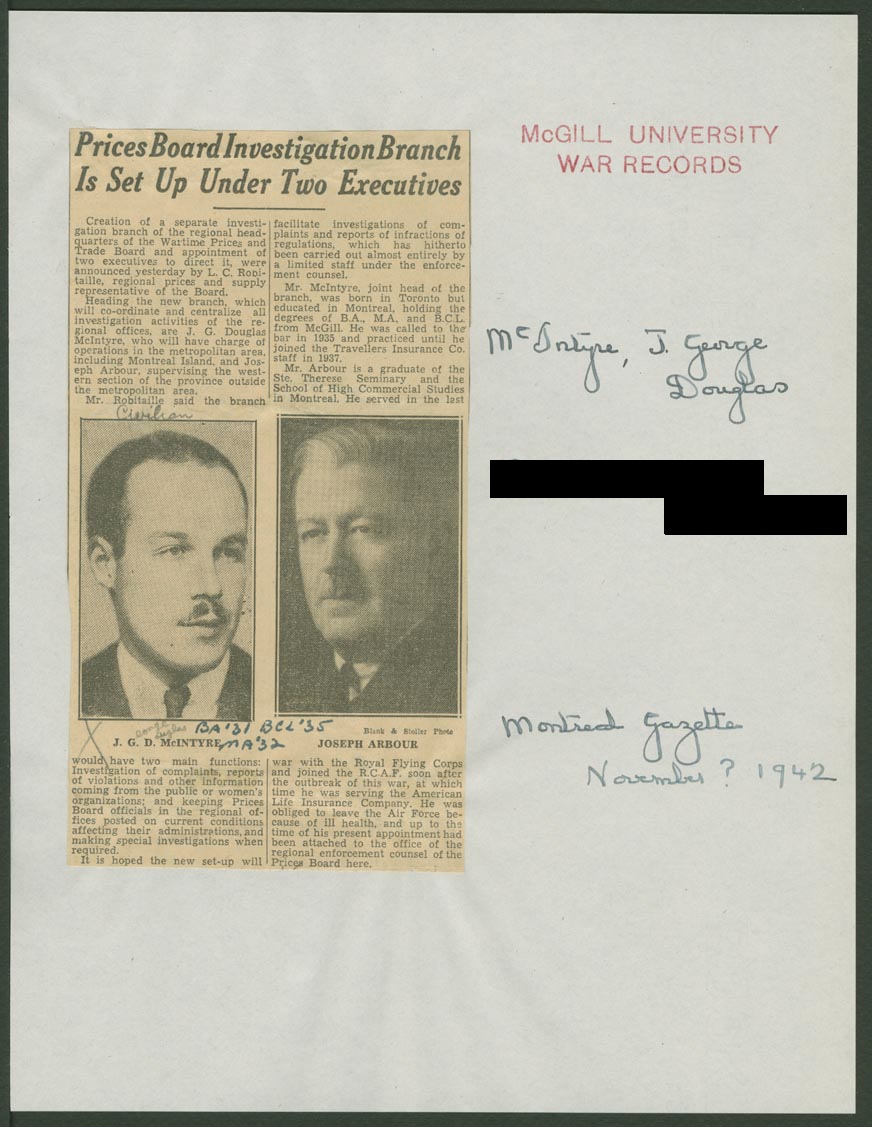 Prices Board Investigation Branch
Is Set Up Under Two Executives
Creation of a separate investi-
gation branch of the regional head-
quarters of the Wartime Prices and
Trade Board and appointment of
two executives to direct it, were
announced yesterday by L. C. Robi-
taille, regional prices and supply
representative of the Board.
Heading the new branch, which
will co-ordinate and centralize all
investigation activities of the re-
gional offices, are J. G. Douglas
McIntyre, who will have charge of
operations in the metropolitan area,
including Montreal Island, and Jos-
eph Arbour, supervising the west-
ern section of the province outside
the metropolitan area.
Mr. Robitaille said the branch
Civilian
J. G. D. McINTYRE
George
Douglas
BA '31 BCL '35
MA '32
would have two main functions:
Investigation of complaints, reports
of violations and other information
coming from the public or women's
organizations; and keeping Prices
Board officials in the regional of-
fices posted on current conditions
affecting their administrations, and
making special investigations when
required.
It is hoped the new set-up will
facilitate investigations of com-
plaints and reports of infractions of
regulations, which has hitherto
been carried out almost entirely by
a limited staff under the enforce-
ment counsel.
Mr. McIntyre, joint head of the
branch, was born in Toronto but
educated in Montreal, holding the
degrees of B.A., M.A. and B.C.L.
from McGill. He was called to the
bar in 1935 and practiced until he
joined the Travellers Insurance Co.
staff in 1937.
Mr. Arbour is a graduate of the
Ste. Therese Seminary and the
School of High Commercial Studies
in Montreal. He served in the last
Blank & Stoller Photo
JOSEPH ARBOUR
war with the Royal Flying Corps
and joined the R.C.A.F. soon after
the outbreak of this war, at which
time he was serving the American
Life Insurance Company. He was
obliged to leave the Air Force be-
cause of ill health, and up to the
time of his present appointment had
been attached to the office of the
regional enforcement counsel of the
Prices Board here.
McGILL UNIVERSITY
WAR RECORDS
McIntyre, J. George
Douglas
Montreal Gazette
November ? 1942